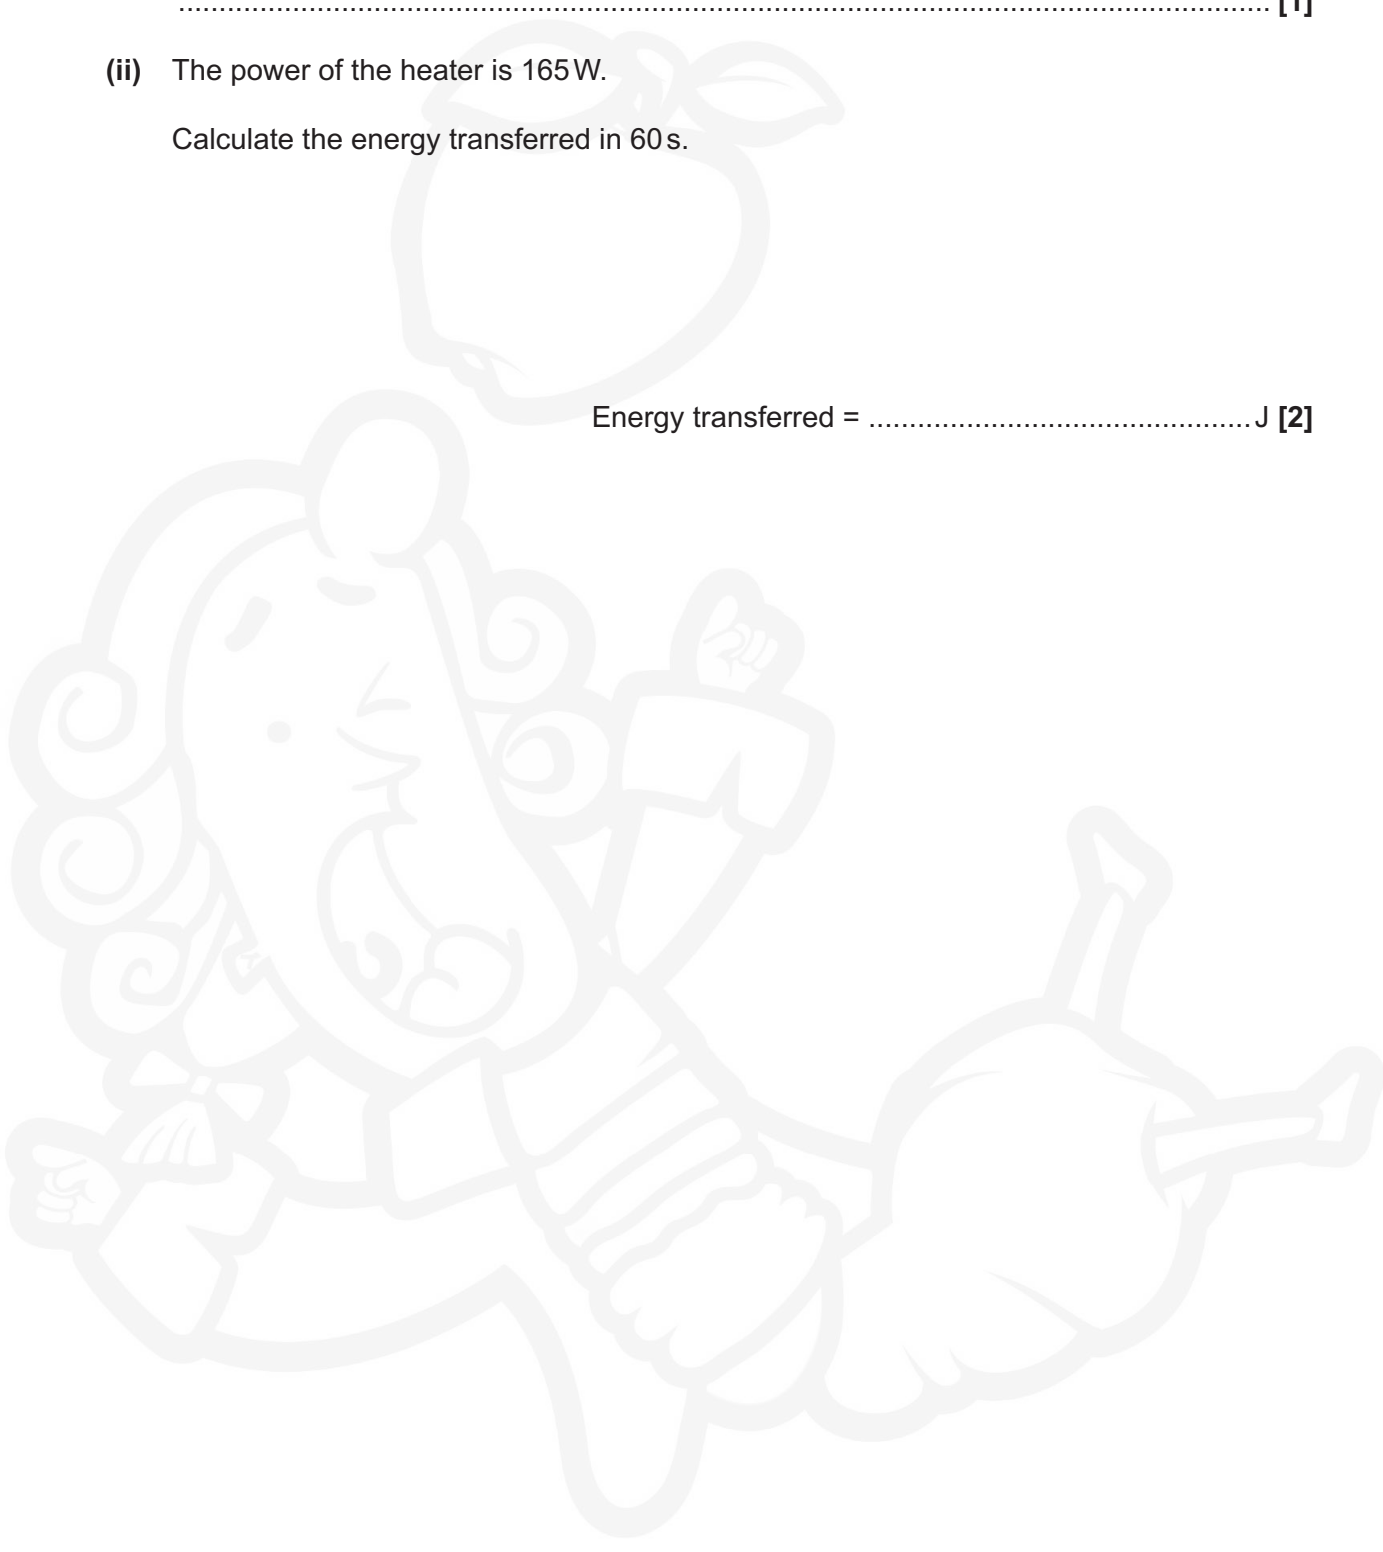 .......................................................................................................................................... [1]
(ii) The power of the heater is 165 W.
Calculate the energy transferred in 60 s.
Energy transferred = ............................................... J [2]